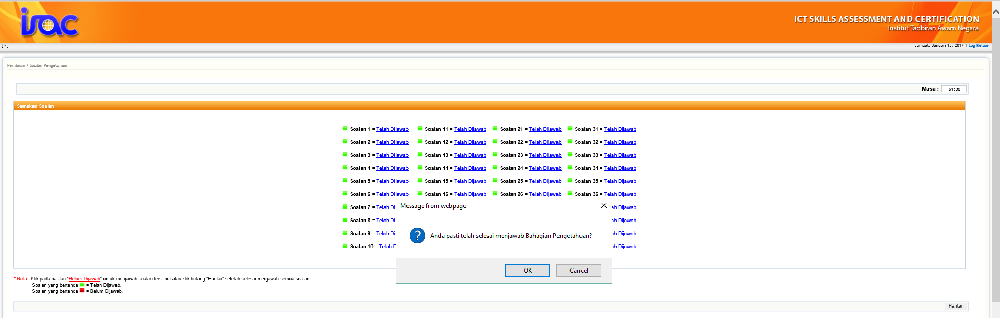 isac
ICT SKILLS ASSESSMENT AND CERTIFICATION
Institut Tadbiran Awam Negara
[ - ]
Jumaat, Januari 13, 2017 | Log Keluar
Penilaian / Soalan Pengetahuan
Masa : 51:00
Semakan Soalan
Soalan 1 = Telah Dijawab Soalan 11 = Telah Dijawab Soalan 21 = Telah Dijawab Soalan 31 = Telah Dijawab
Soalan 2 = Telah Dijawab Soalan 12 = Telah Dijawab Soalan 22 = Telah Dijawab Soalan 32 = Telah Dijawab
Soalan 3 = Telah Dijawab Soalan 13 = Telah Dijawab Soalan 23 = Telah Dijawab Soalan 33 = Telah Dijawab
Soalan 4 = Telah Dijawab Soalan 14 = Telah Dijawab Soalan 24 = Telah Dijawab Soalan 34 = Telah Dijawab
Soalan 5 = Telah Dijawab Soalan 15 = Telah Dijawab Soalan 25 = Telah Dijawab Soalan 35 = Telah Dijawab
Soalan 6 = Telah Dijawab Soalan 16 = Telah Dijawab Soalan 26 = Telah Dijawab Soalan 36 = Telah Dijawab
Soalan 7 = Telah Di ah Dijawab
Soalan 8 = Telah Di ah Dijawab
Soalan 9 = Telah Di ah Dijawab
Soalan 10 = Telah D ah Dijawab
Message from webpage
Anda pasti telah selesai menjawab Bahagian Pengetahuan?
OK Cancel
* Nota : Klik pada pautan "Belum Dijawab" untuk menjawab soalan tersebut atau klik butang "Hantar" setelah selesai menjawab semua soalan.
Soalan yang bertanda = Telah Dijawab.
Soalan yang bertanda = Belum Dijawab.
Hantar